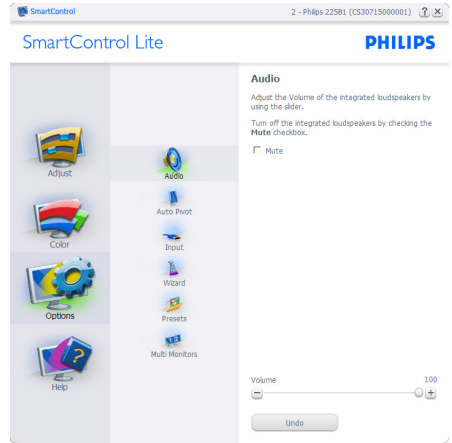 SmartControl
2 - Philips 225B1 (CS30715000001)
? ×
SmartControl Lite
PHILIPS
Adjust
Color
Options
Help
Audio
Auto Pivot
Input
Wizard
Presets
Multi Monitors
Audio
Adjust the Volume of the integrated loudspeakers by
using the slider.
Turn off the integrated loudspeakers by checking the
Mute checkbox.
Mute
Volume
100
Undo